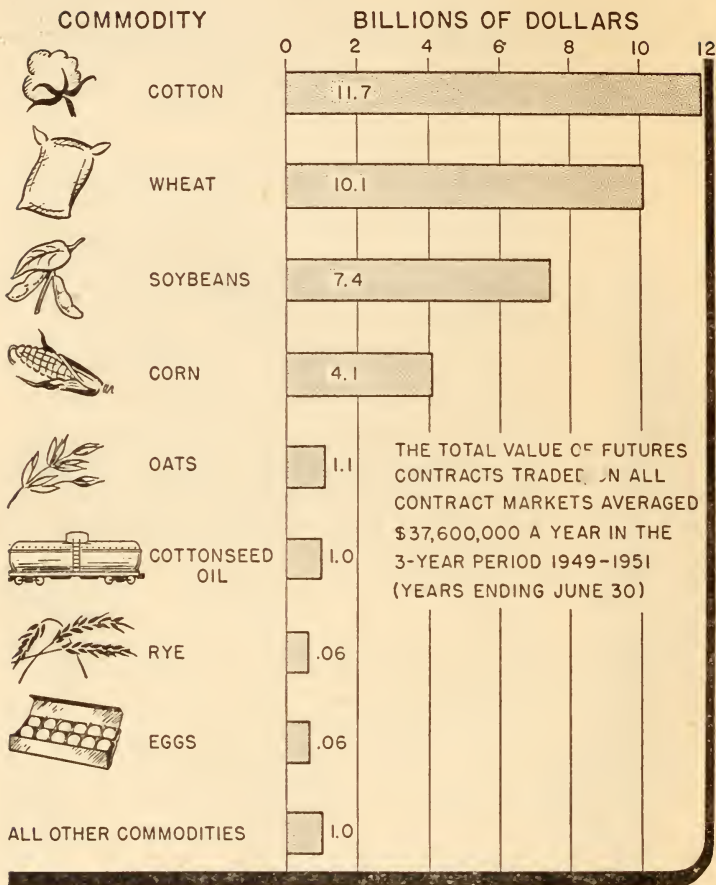 COMMODITY
BILLIONS OF DOLLARS
0 2 4 6 8 10 12
COTTON 11.7
WHEAT 10.1
SOYBEANS 7.4
CORN 4.1
OATS 1.1
COTTONSEED
OIL 1.0
RYE .06
EGGS .06
ALL OTHER COMMODITIES 1.0
THE TOTAL VALUE OF FUTURES
CONTRACTS TRADED ON ALL
CONTRACT MARKETS AVERAGED
$37,600,000 A YEAR IN THE
3-YEAR PERIOD 1949-1951
(YEARS ENDING JUNE 30)